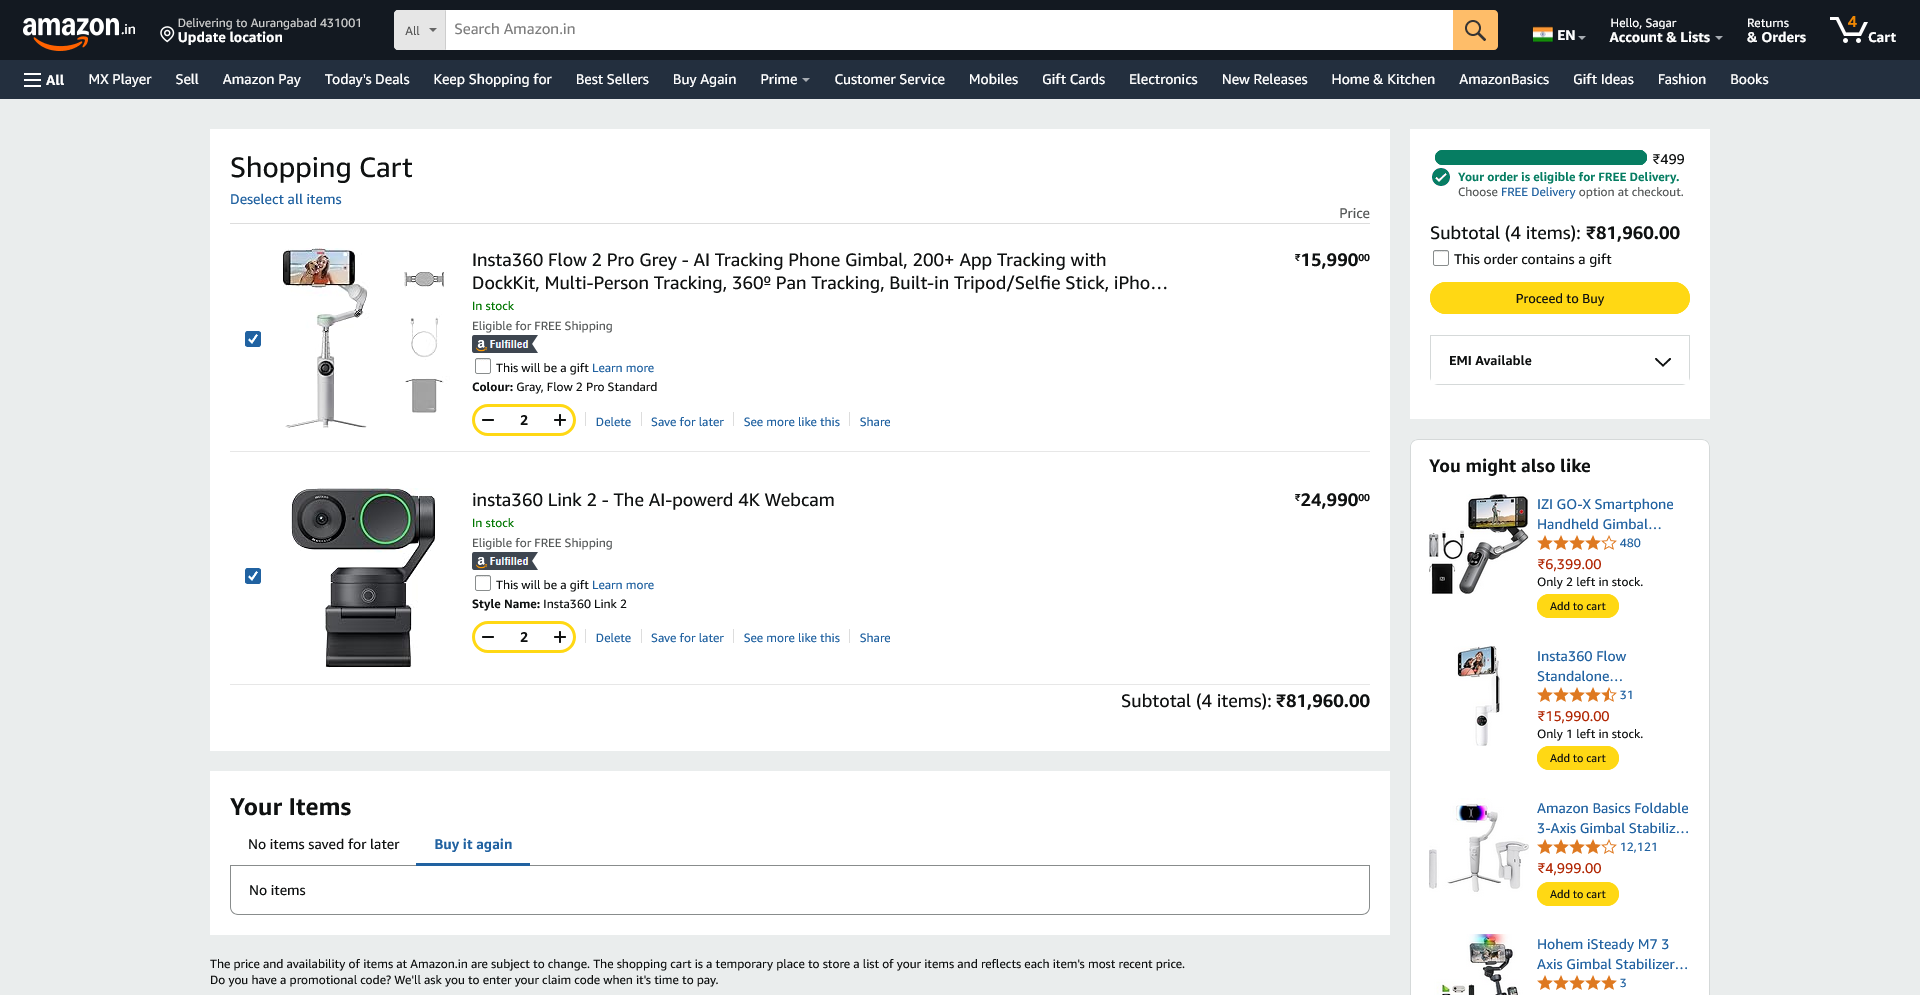 amazon.in
Delivering to Aurangabad 431001
Update location
All
Search Amazon.in
EN
Hello, Sagar
Account & Lists
Returns
& Orders
4
Cart
All
MX Player
Sell
Amazon Pay
Today's Deals
Keep Shopping for
Best Sellers
Buy Again
Prime
Customer Service
Mobiles
Gift Cards
Electronics
New Releases
Home & Kitchen
AmazonBasics
Gift Ideas
Fashion
Books
Shopping Cart
Deselect all items
Price
Insta360 Flow 2 Pro Grey - AI Tracking Phone Gimbal, 200+ App Tracking with
DockKit, Multi-Person Tracking, 360º Pan Tracking, Built-in Tripod/Selfie Stick, iPho…
₹15,99000
In stock
Eligible for FREE Shipping
a Fulfilled
This will be a gift Learn more
Colour: Gray, Flow 2 Pro Standard
2
Delete
Save for later
See more like this
Share
insta360 Link 2 - The AI-powerd 4K Webcam
₹24,99000
In stock
Eligible for FREE Shipping
a Fulfilled
This will be a gift Learn more
Style Name: Insta360 Link 2
2
Delete
Save for later
See more like this
Share
Subtotal (4 items): ₹81,960.00
Your Items
No items saved for later
Buy it again
No items
The price and availability of items at Amazon.in are subject to change. The shopping cart is a temporary place to store a list of your items and reflects each item's most recent price.
Do you have a promotional code? We'll ask you to enter your claim code when it's time to pay.
₹499
Your order is eligible for FREE Delivery.
Choose FREE Delivery option at checkout.
Subtotal (4 items): ₹81,960.00
This order contains a gift
Proceed to Buy
EMI Available
You might also like
IZI GO-X Smartphone
Handheld Gimbal…
480
₹6,399.00
Only 2 left in stock.
Add to cart
Insta360 Flow
Standalone…
31
₹15,990.00
Only 1 left in stock.
Add to cart
Amazon Basics Foldable
3-Axis Gimbal Stabiliz…
12,121
₹4,999.00
Add to cart
Hohem iSteady M7 3
Axis Gimbal Stabilizer…
3